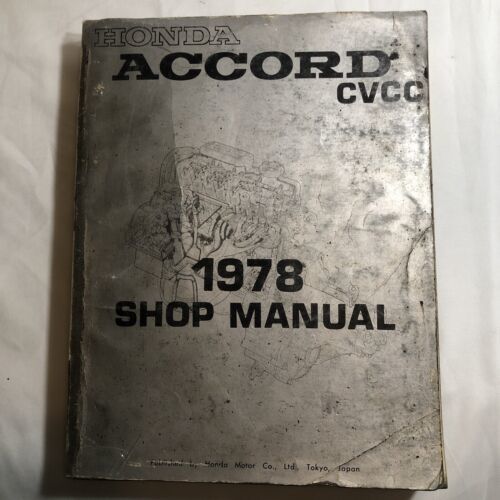 HONDA
ACCORD
CVCC
1978
SHOP MANUAL
Published by Honda Motor Co., Ltd, Tokyo, Japan